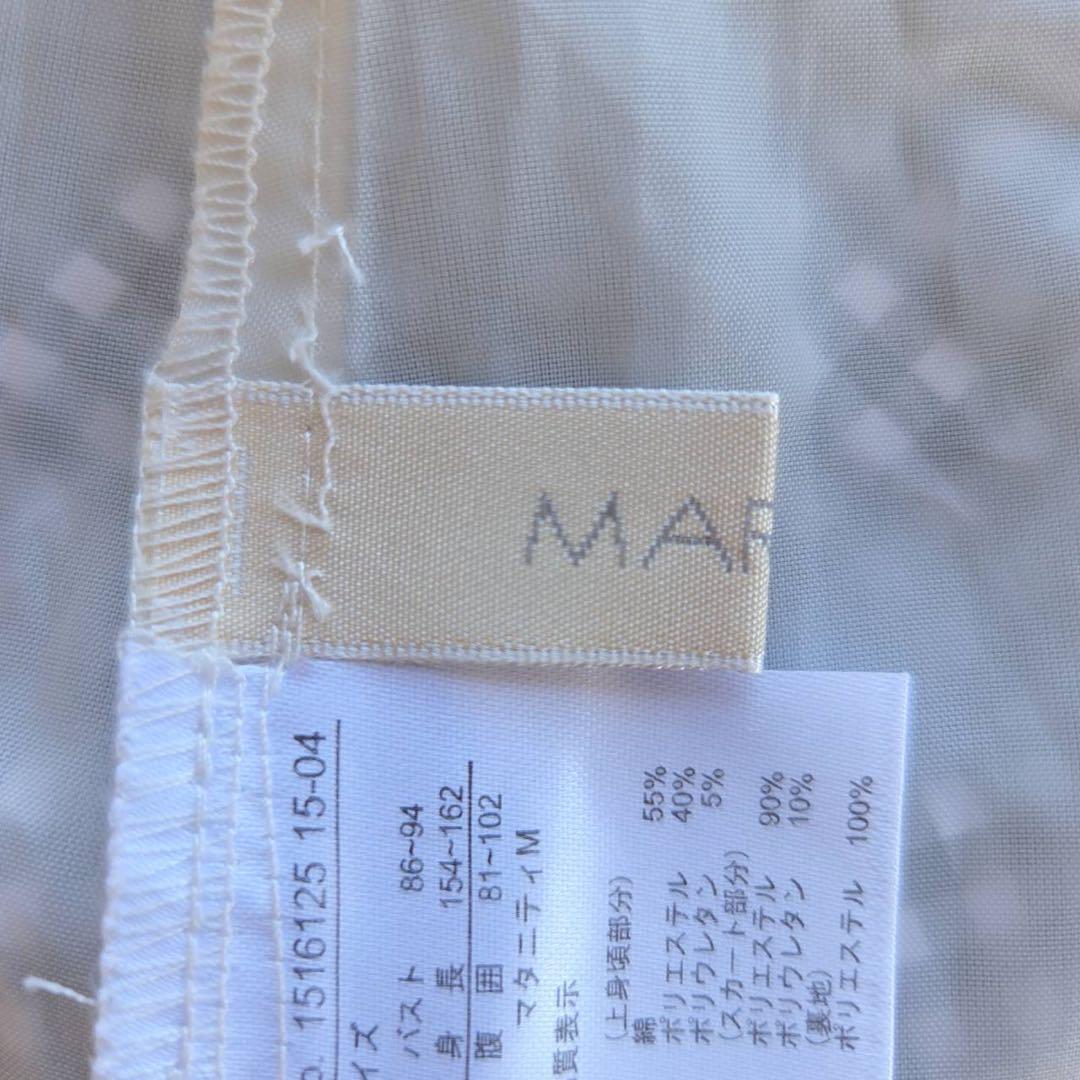 MAR
o. 1516125 15-04
イズ
バスト 86~94
身 長 154~162
腹 囲 81~102
マタニティM
質表示
(上身頃部分)
綿 55%
ポリエステル 40%
ポリウレタン 5%
(スカート部分)
ポリエステル 90%
ポリウレタン 10%
(裏地)
ポリエステル 100%